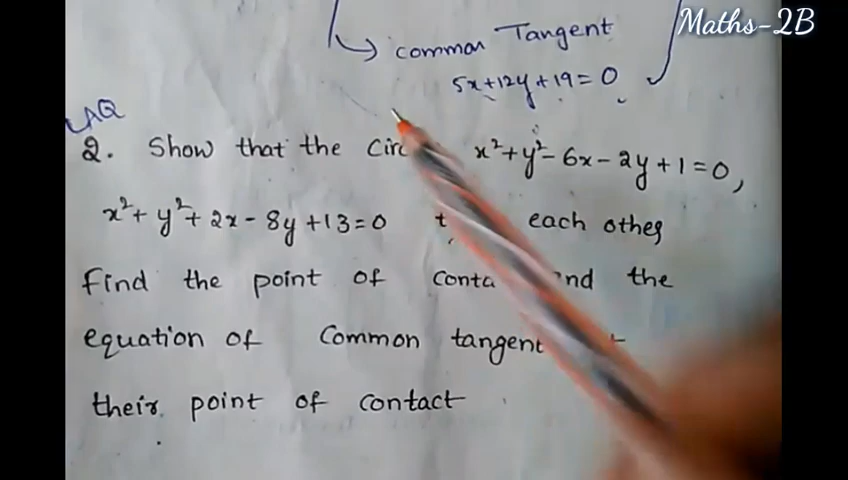 Maths-2B
common Tangent
5x+12y+19=0
LAQ
2. Show that the Circ x²+y²-6x-2y+1=0,
x²+y²+2x-8y+13=0 t each other
Find the point of conta nd the
equation of Common tangent
their point of contact